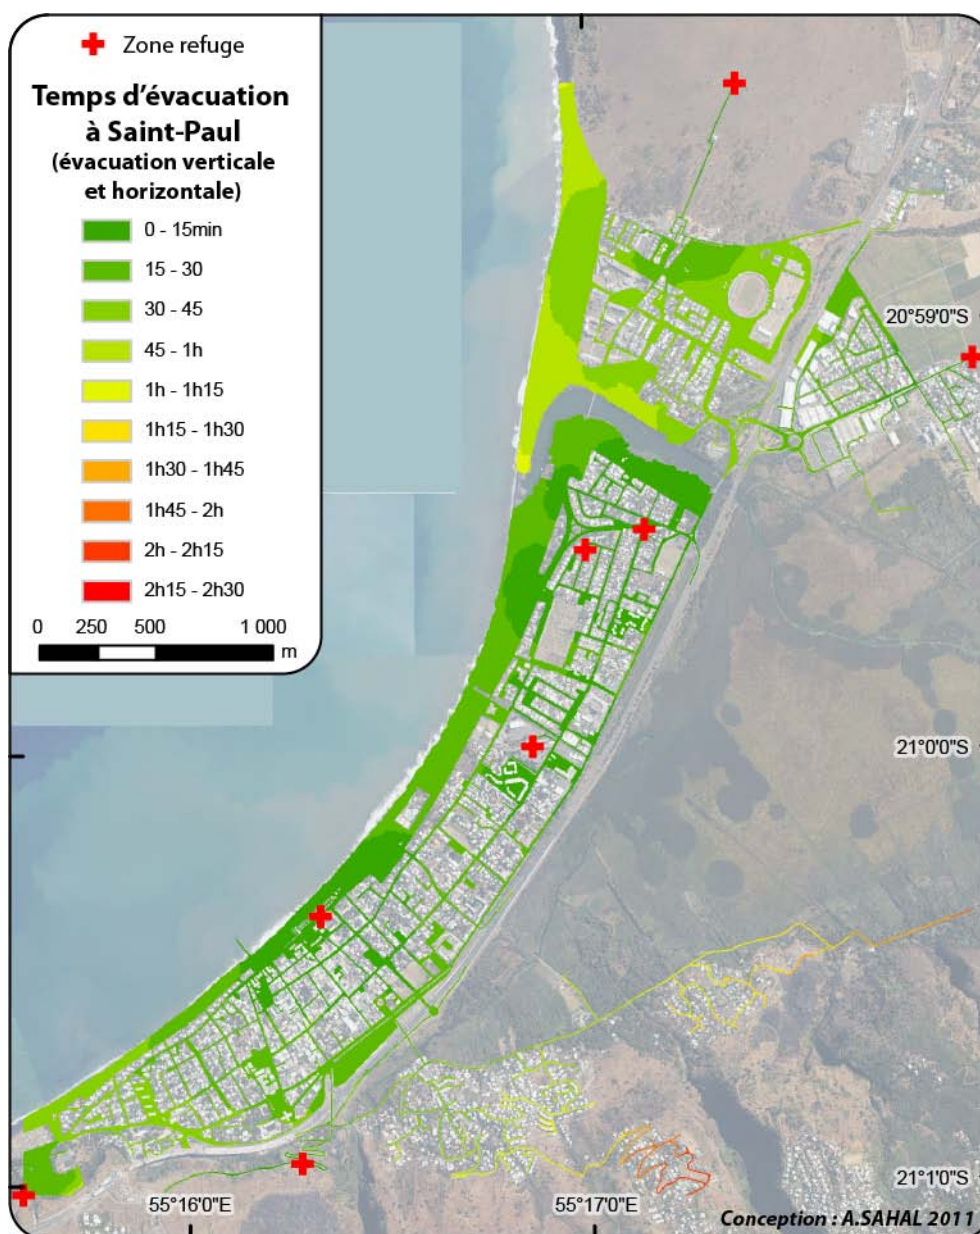 Zone refuge
Temps d'évacuation
à Saint-Paul
(évacuation verticale
et horizontale)
0 - 15min
15 - 30
30 - 45
45 - 1h
1h - 1h15
1h15 - 1h30
1h30 - 1h45
1h45 - 2h
2h - 2h15
2h15 - 2h30
0 250 500 1 000
m
20°59'0"S
21°0'0"S
21°1'0"S
55°16'0"E
55°17'0"E
Conception : A.SAHAL 2011